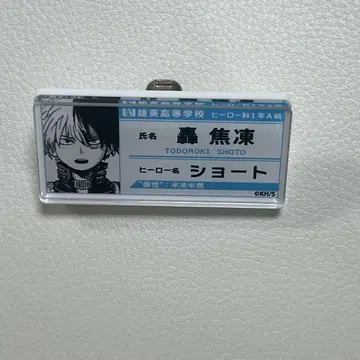 雄英高等学校 ヒーロー科1年A組
氏名 轟 焦凍
TODOROKI SHOTO
ヒーロー名 ショート
"個性":半冷半燃
©KH/S